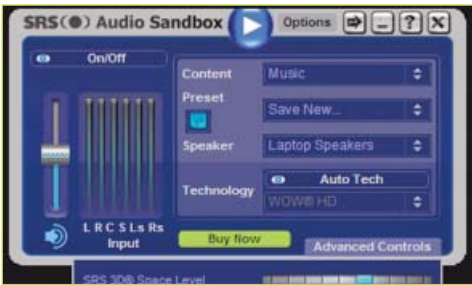 SRS(●) Audio Sandbox
Options
?
X
On/Off
Content
Music
Preset
Save New...
Speaker
Laptop Speakers
Technology
Auto Tech
WOW® HD
L R C S Ls Rs
Input
Buy Now
Advanced Controls
SRS 3D® Space Level